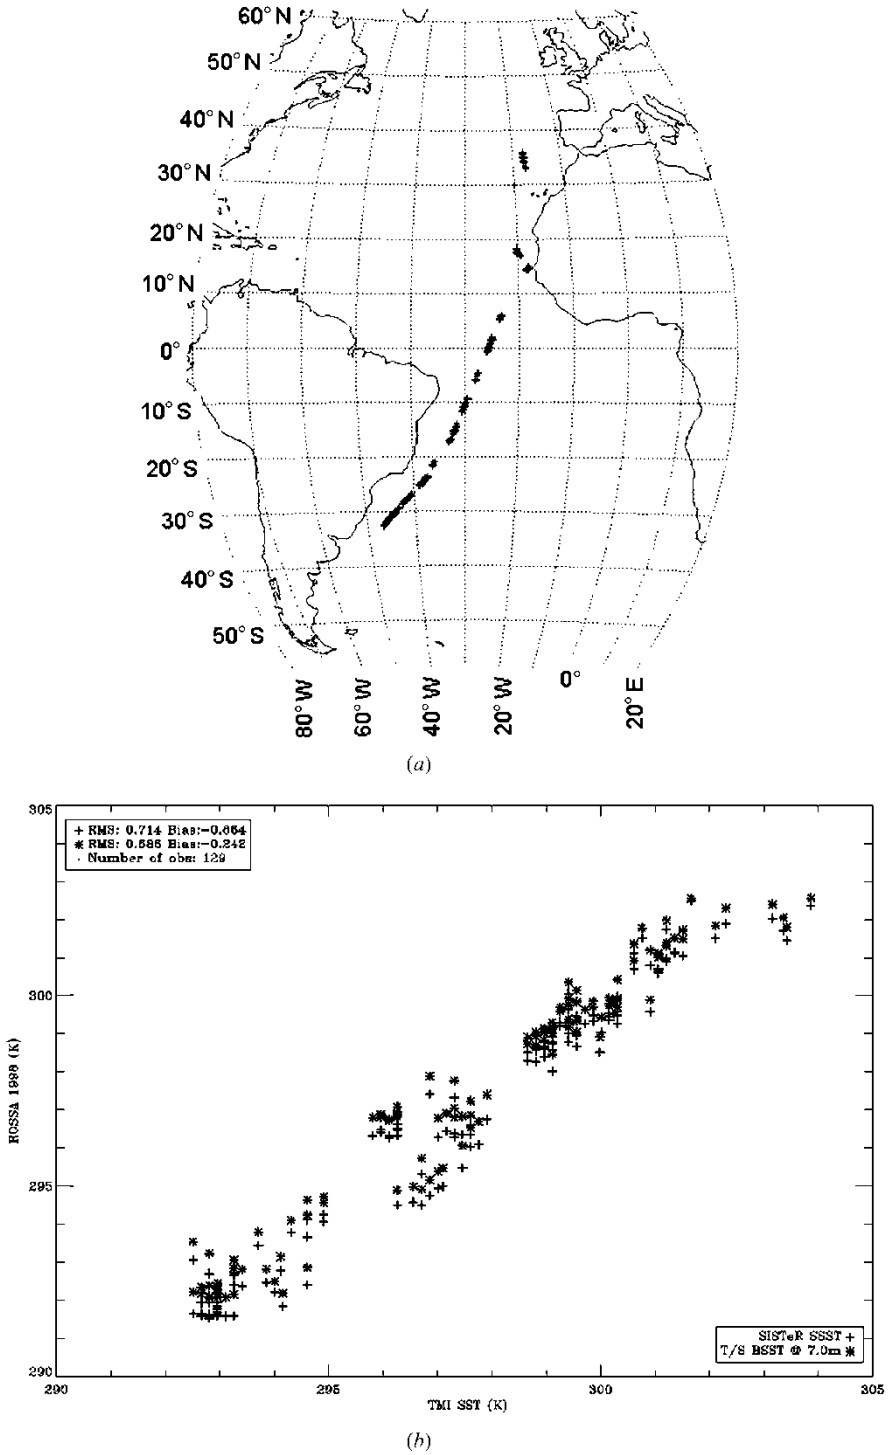 60°N
50°N
40°N
30°N
20°N
10°N
0°
10°S
20°S
30°S
40°S
50°S
80°W
60°W
40°W
20°W
0°
20°E
(a)
305
+ RMS: 0.714 Bias:-0.664
* RMS: 0.586 Bias:-0.242
· Number of obs: 129
300
ROSSA 1998 (K)
295
SISTeR SSST +
T/S BSST @ 7.0m *
290
290 295 300 305
TMI SST (K)
(b)